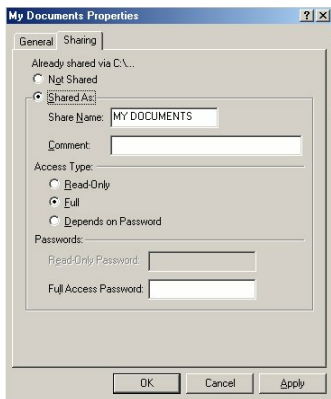 My Documents Properties
General Sharing
Already shared via C:\...
Not Shared
Shared As:
Share Name: MY DOCUMENTS
Comment:
Access Type:
Read-Only
Full
Depends on Password
Passwords:
Read-Only Password:
Full Access Password:
OK Cancel Apply